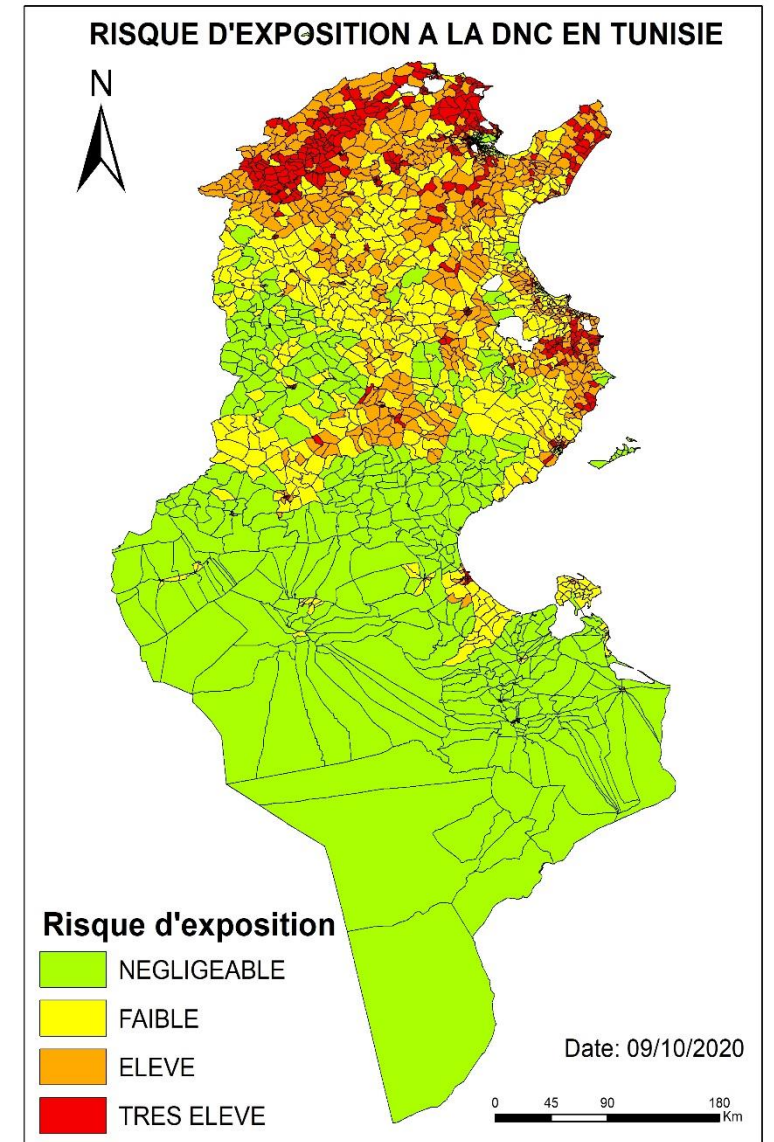 RISQUE D'EXPOSITION A LA DNC EN TUNISIE
N
Risque d'exposition
NEGLIGEABLE
FAIBLE
ELEVE
TRES ELEVE
Date: 09/10/2020
0 45 90 180
Km